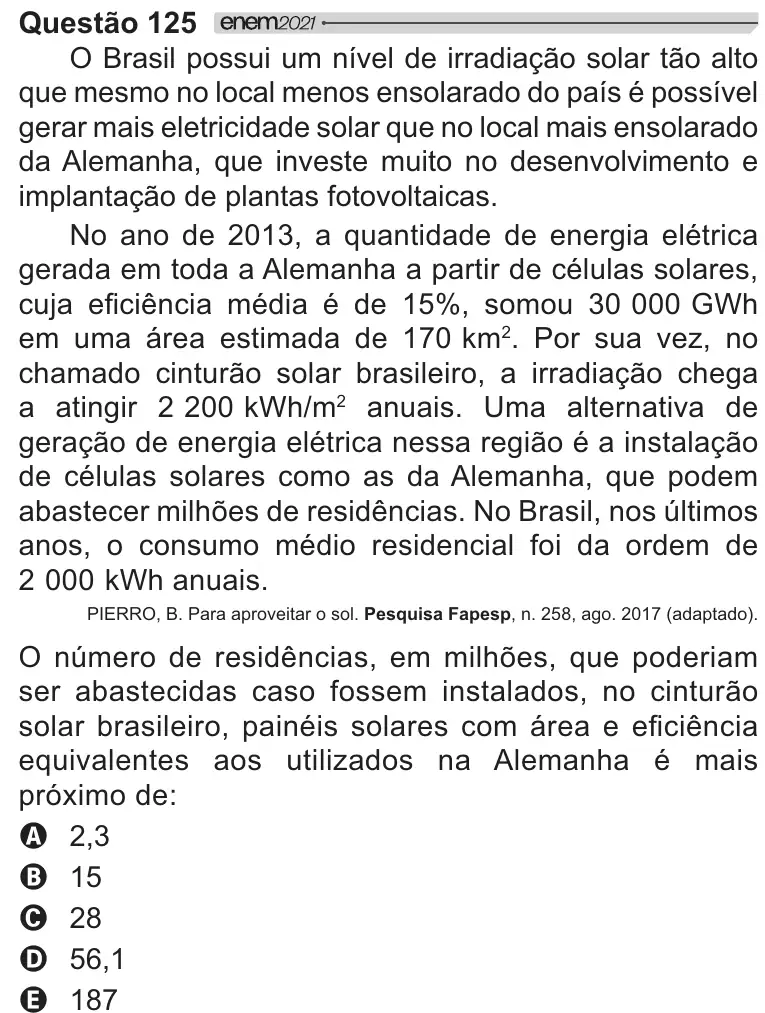 Questão 125 enem2021
O Brasil possui um nível de irradiação solar tão alto
que mesmo no local menos ensolarado do país é possível
gerar mais eletricidade solar que no local mais ensolarado
da Alemanha, que investe muito no desenvolvimento e
implantação de plantas fotovoltaicas.
No ano de 2013, a quantidade de energia elétrica
gerada em toda a Alemanha a partir de células solares,
cuja eficiência média é de 15%, somou 30 000 GWh
em uma área estimada de 170 km². Por sua vez, no
chamado cinturão solar brasileiro, a irradiação chega
a atingir 2 200 kWh/m² anuais. Uma alternativa de
geração de energia elétrica nessa região é a instalação
de células solares como as da Alemanha, que podem
abastecer milhões de residências. No Brasil, nos últimos
anos, o consumo médio residencial foi da ordem de
2 000 kWh anuais.
PIERRO, B. Para aproveitar o sol. Pesquisa Fapesp, n. 258, ago. 2017 (adaptado).
O número de residências, em milhões, que poderiam
ser abastecidas caso fossem instalados, no cinturão
solar brasileiro, painéis solares com área e eficiência
equivalentes aos utilizados na Alemanha é mais
próximo de:
A 2,3
B 15
C 28
D 56,1
E 187